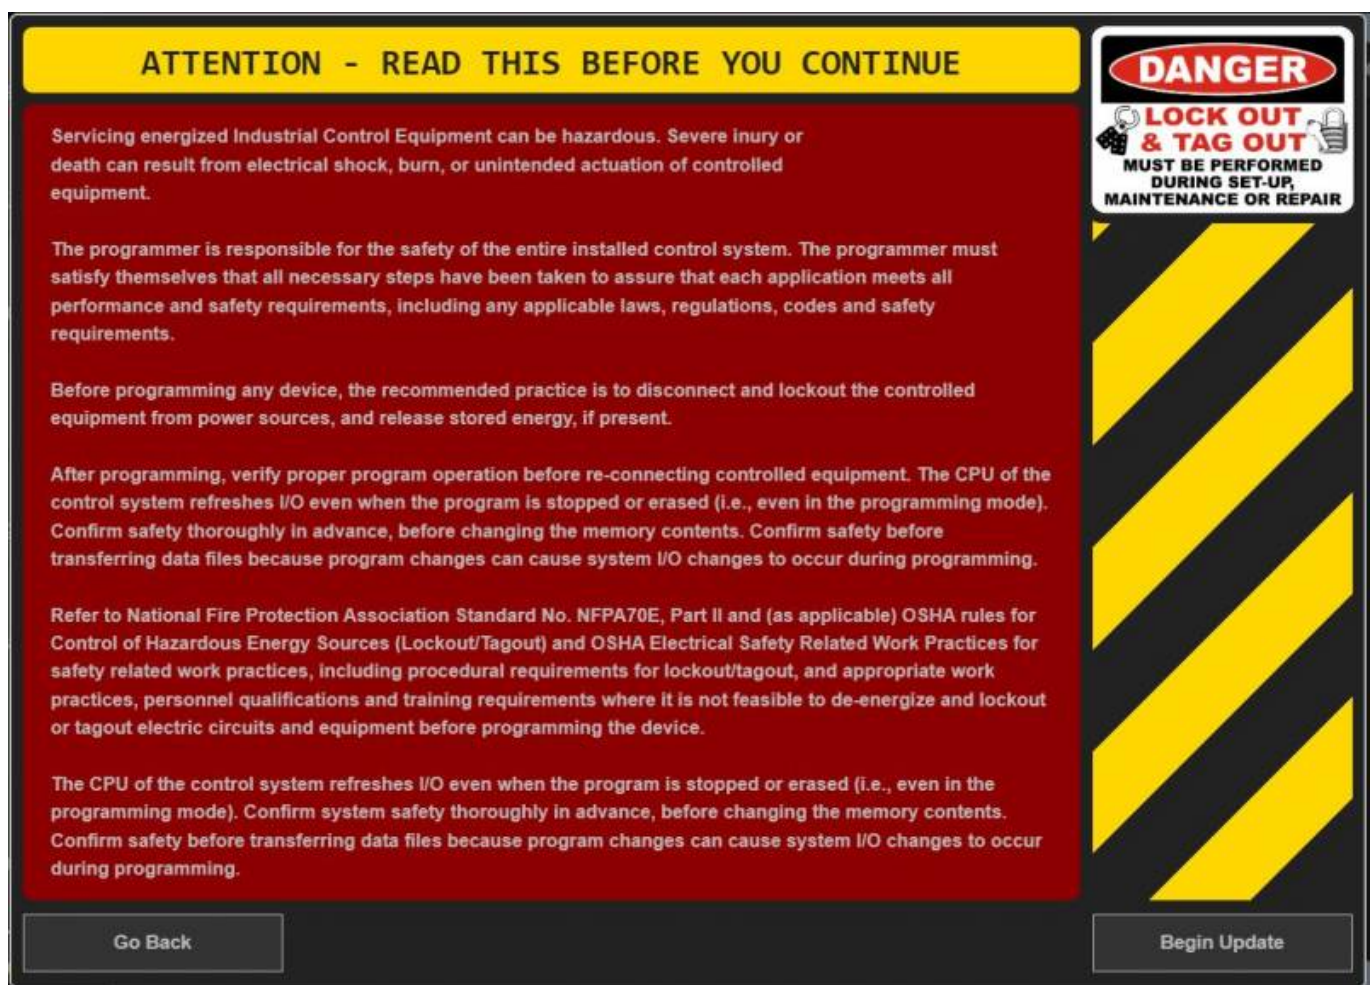 ATTENTION - READ THIS BEFORE YOU CONTINUE
DANGER
LOCK OUT
& TAG OUT
MUST BE PERFORMED
DURING SET-UP,
MAINTENANCE OR REPAIR
Servicing energized Industrial Control Equipment can be hazardous. Severe inury or
death can result from electrical shock, burn, or unintended actuation of controlled
equipment.
The programmer is responsible for the safety of the entire installed control system. The programmer must
satisfy themselves that all necessary steps have been taken to assure that each application meets all
performance and safety requirements, including any applicable laws, regulations, codes and safety
requirements.
Before programming any device, the recommended practice is to disconnect and lockout the controlled
equipment from power sources, and release stored energy, if present.
After programming, verify proper program operation before re-connecting controlled equipment. The CPU of the
control system refreshes I/O even when the program is stopped or erased (i.e., even in the programming mode).
Confirm safety thoroughly in advance, before changing the memory contents. Confirm safety before
transferring data files because program changes can cause system I/O changes to occur during programming.
Refer to National Fire Protection Association Standard No. NFPA70E, Part II and (as applicable) OSHA rules for
Control of Hazardous Energy Sources (Lockout/Tagout) and OSHA Electrical Safety Related Work Practices for
safety related work practices, including procedural requirements for lockout/tagout, and appropriate work
practices, personnel qualifications and training requirements where it is not feasible to de-energize and lockout
or tagout electric circuits and equipment before programming the device.
The CPU of the control system refreshes I/O even when the program is stopped or erased (i.e., even in the
programming mode). Confirm system safety thoroughly in advance, before changing the memory contents.
Confirm safety before transferring data files because program changes can cause system I/O changes to occur
during programming.
Go Back
Begin Update